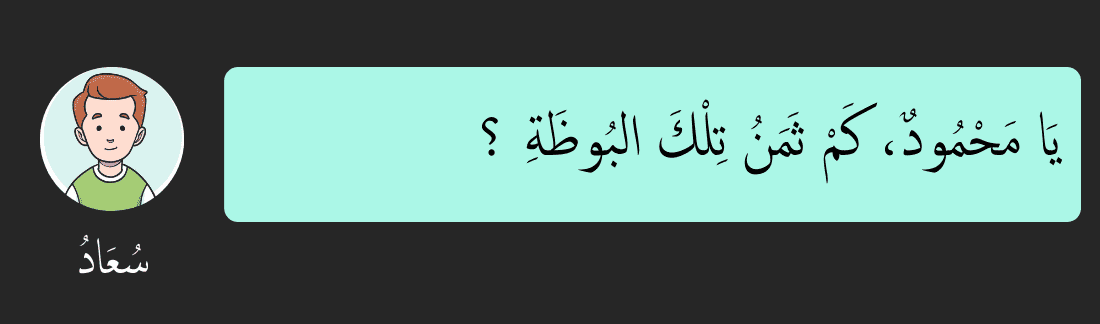 يَا مَحْمُودٌ، كَمْ ثَمَنُ تِلْكَ البُوظَةِ ؟
سُعَادُ